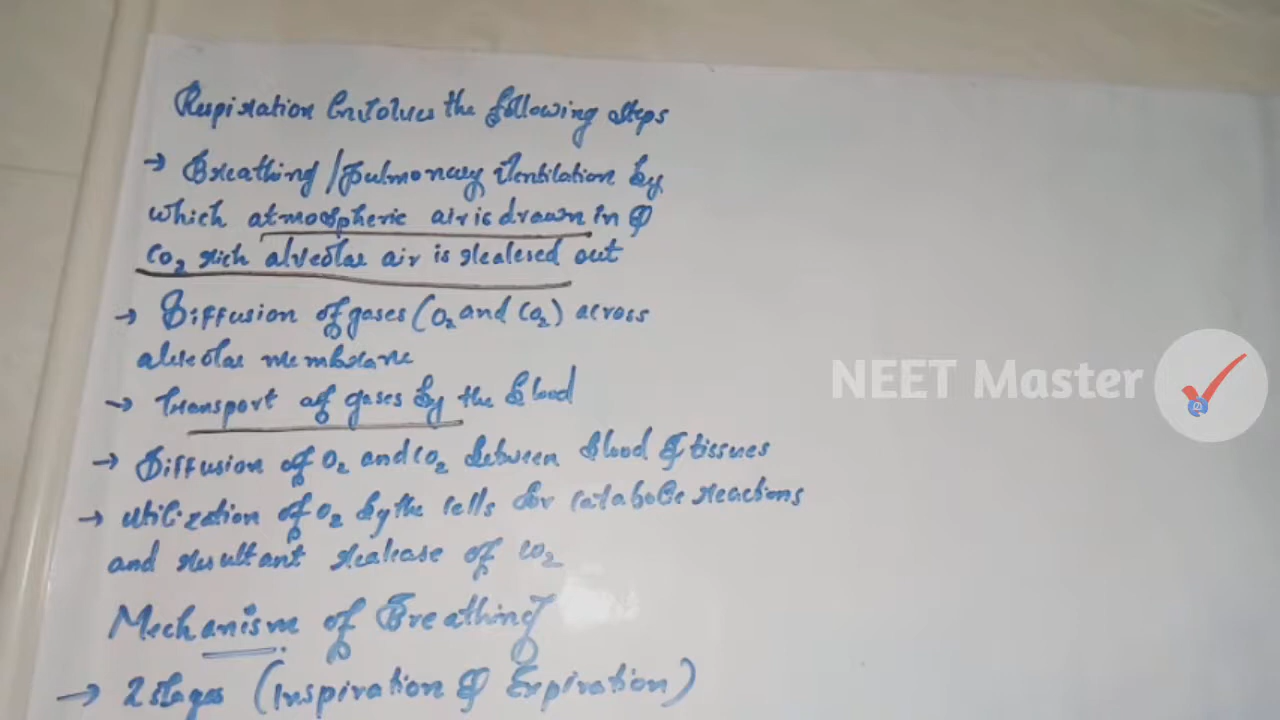 Respiration Involves the following steps
→ Breathing / pulmonary ventilation by
which atmospheric air is drawn in &
CO₂ rich alveolar air is realesed out
→ Diffusion of gases (O₂ and CO₂) across
alveolar membrane
→ Transport of gases by the blood
→ Diffusion of O₂ and CO₂ between blood & tissues
→ utilization of O₂ by the cells for catabolic reactions
and resultant realease of CO₂
Mechanism of Breathing
→ 2 stages (Inspiration & Expiration)
NEET Master